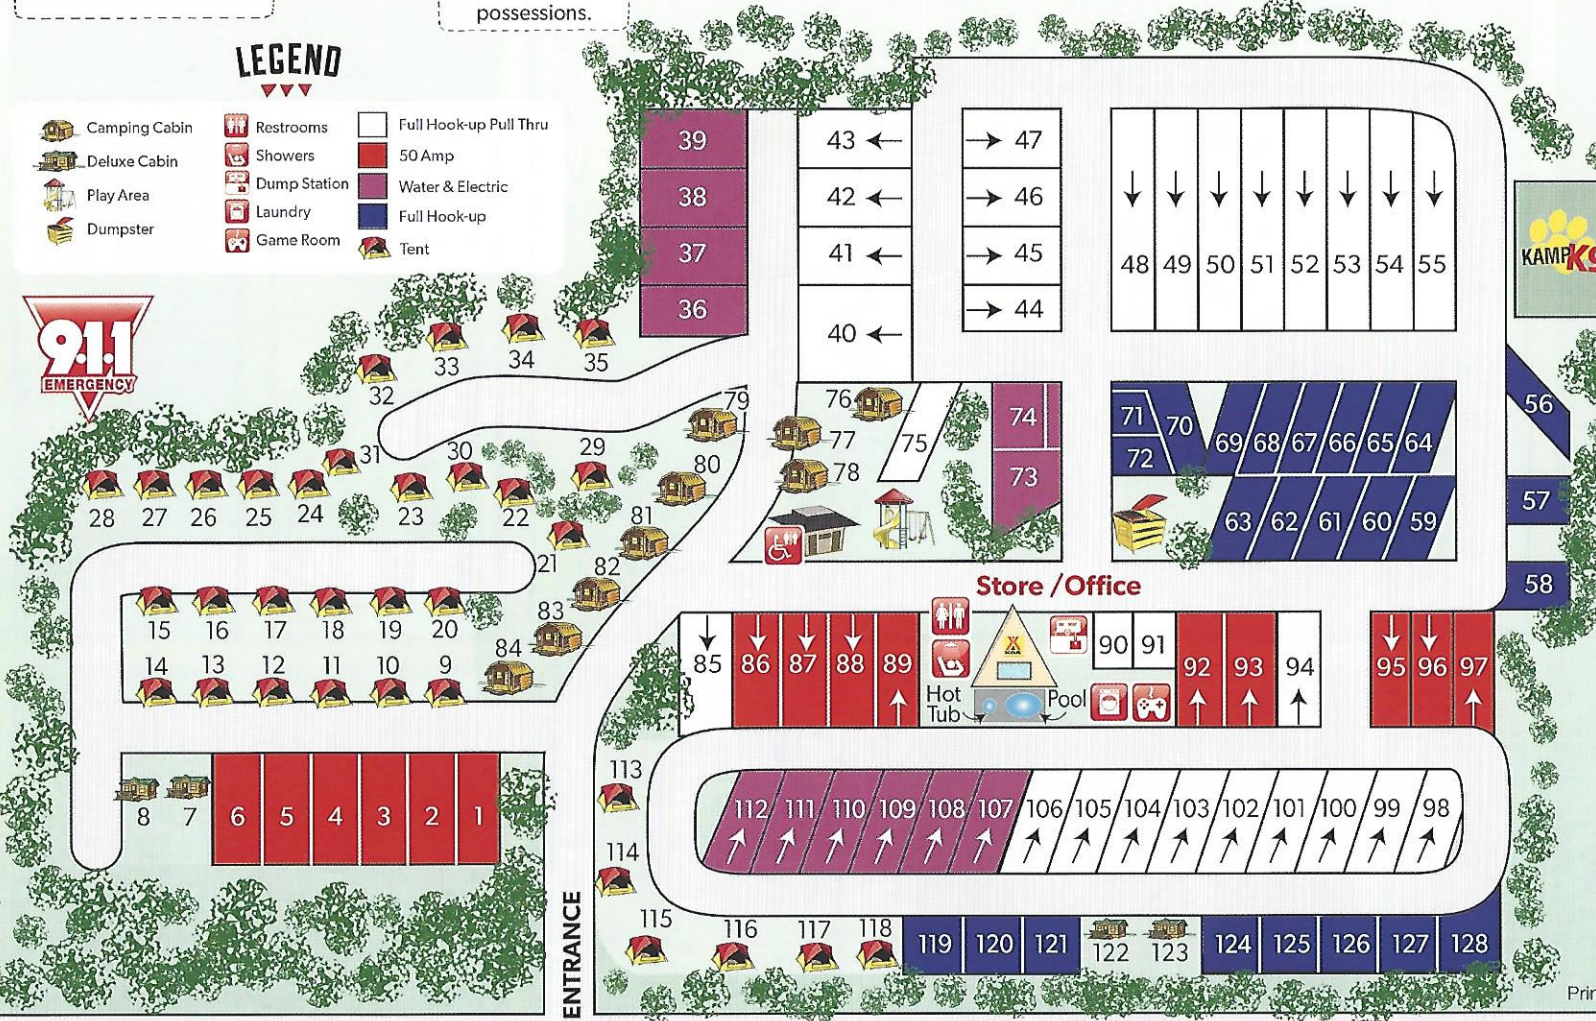 possessions.
LEGEND
Camping Cabin
Deluxe Cabin
Play Area
Dumpster
Restrooms
Showers
Dump Station
Laundry
Game Room
Full Hook-up Pull Thru
50 Amp
Water & Electric
Full Hook-up
Tent
9·1·1
EMERGENCY
39
38
37
36
43
42
41
40
47
46
45
44
48 49 50 51 52 53 54 55
KAMPK9
33 34 35
32
79
76
77
78
75
74
73
71
72
70
69 68 67 66 65 64
63 62 61 60 59
56
57
58
31 30 29
80
28 27 26 25 24 23 22
81
21
82
83
84
15 16 17 18 19 20
14 13 12 11 10 9
Store / Office
85 86 87 88 89
KOA
Hot
Tub
Pool
90 91
92 93 94
95 96 97
8 7 6 5 4 3 2 1
113
114
112 111 110 109 108 107 106 105 104 103 102 101 100 99 98
ENTRANCE
115 116 117 118 119 120 121 122 123 124 125 126 127 128